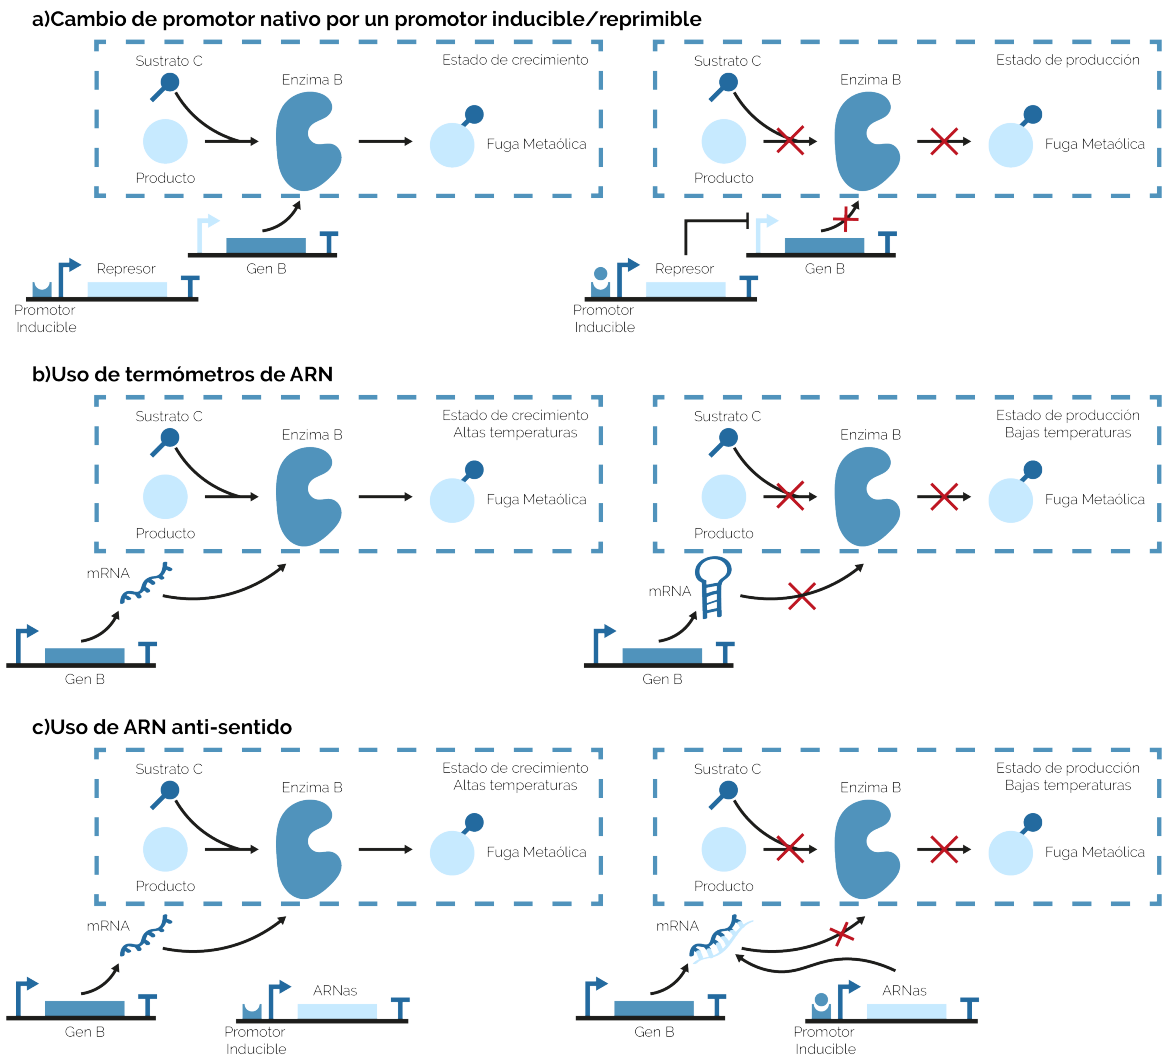 a)Cambio de promotor nativo por un promotor inducible/reprimible
Sustrato C
Enzima B
Estado de crecimiento
Fuga Metaólica
Producto
Gen B
Represor
Promotor
Inducible
Sustrato C
Enzima B
Estado de producción
Fuga Metaólica
Producto
Gen B
Represor
Promotor
Inducible
b)Uso de termómetros de ARN
Sustrato C
Enzima B
Estado de crecimiento
Altas temperaturas
Fuga Metaólica
Producto
mRNA
Gen B
Sustrato C
Enzima B
Estado de producción
Bajas temperaturas
Fuga Metaólica
Producto
mRNA
Gen B
c)Uso de ARN anti-sentido
Sustrato C
Enzima B
Estado de crecimiento
Altas temperaturas
Fuga Metaólica
Producto
mRNA
Gen B
ARNas
Promotor
Inducible
Sustrato C
Enzima B
Estado de producción
Bajas temperaturas
Fuga Metaólica
Producto
mRNA
Gen B
ARNas
Promotor
Inducible